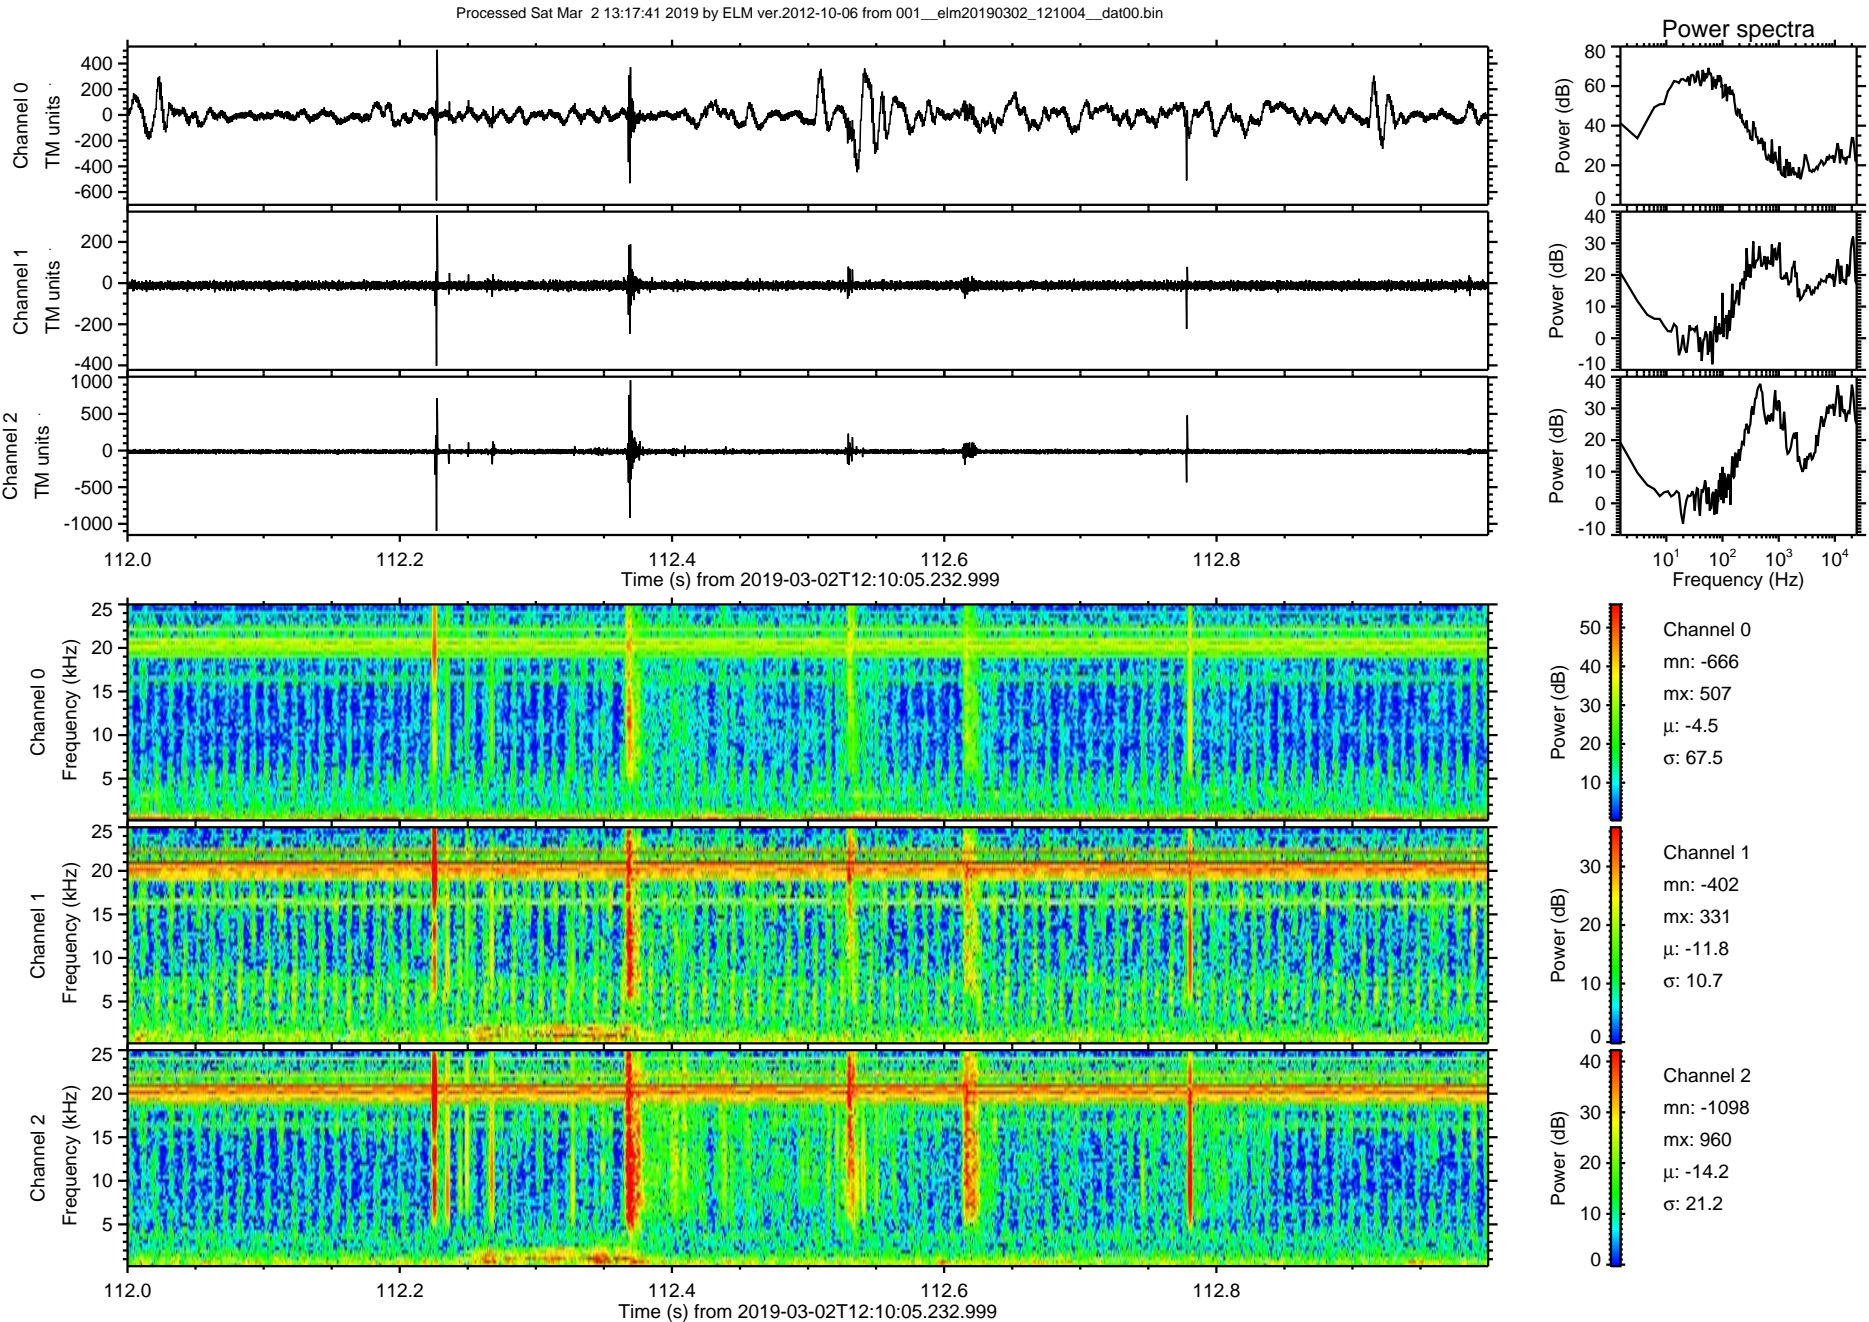 Processed Sat Mar 2 13:17:41 2019 by ELM ver.2012-10-06 from 001__elm20190302_121004__dat00.bin
Power spectra
Channel 0
TM units
400
200
0
-200
-400
-600
Power (dB)
80
60
40
20
0
Channel 1
TM units
200
0
-200
-400
Power (dB)
40
30
20
10
0
-10
Channel 2
TM units
1000
500
0
-500
-1000
Power (dB)
40
30
20
10
0
-10
112.0 112.2 112.4 112.6 112.8
Time (s) from 2019-03-02T12:10:05.232.999
10^1 10^2 10^3 10^4
Frequency (Hz)
Channel 0
Frequency (kHz)
25
20
15
10
5
Power (dB)
50
40
30
20
10
Channel 0
mn: -666
mx: 507
μ: -4.5
σ: 67.5
Channel 1
Frequency (kHz)
25
20
15
10
5
Power (dB)
30
20
10
0
Channel 1
mn: -402
mx: 331
μ: -11.8
σ: 10.7
Channel 2
Frequency (kHz)
25
20
15
10
5
Power (dB)
40
30
20
10
0
Channel 2
mn: -1098
mx: 960
μ: -14.2
σ: 21.2
112.0 112.2 112.4 112.6 112.8
Time (s) from 2019-03-02T12:10:05.232.999